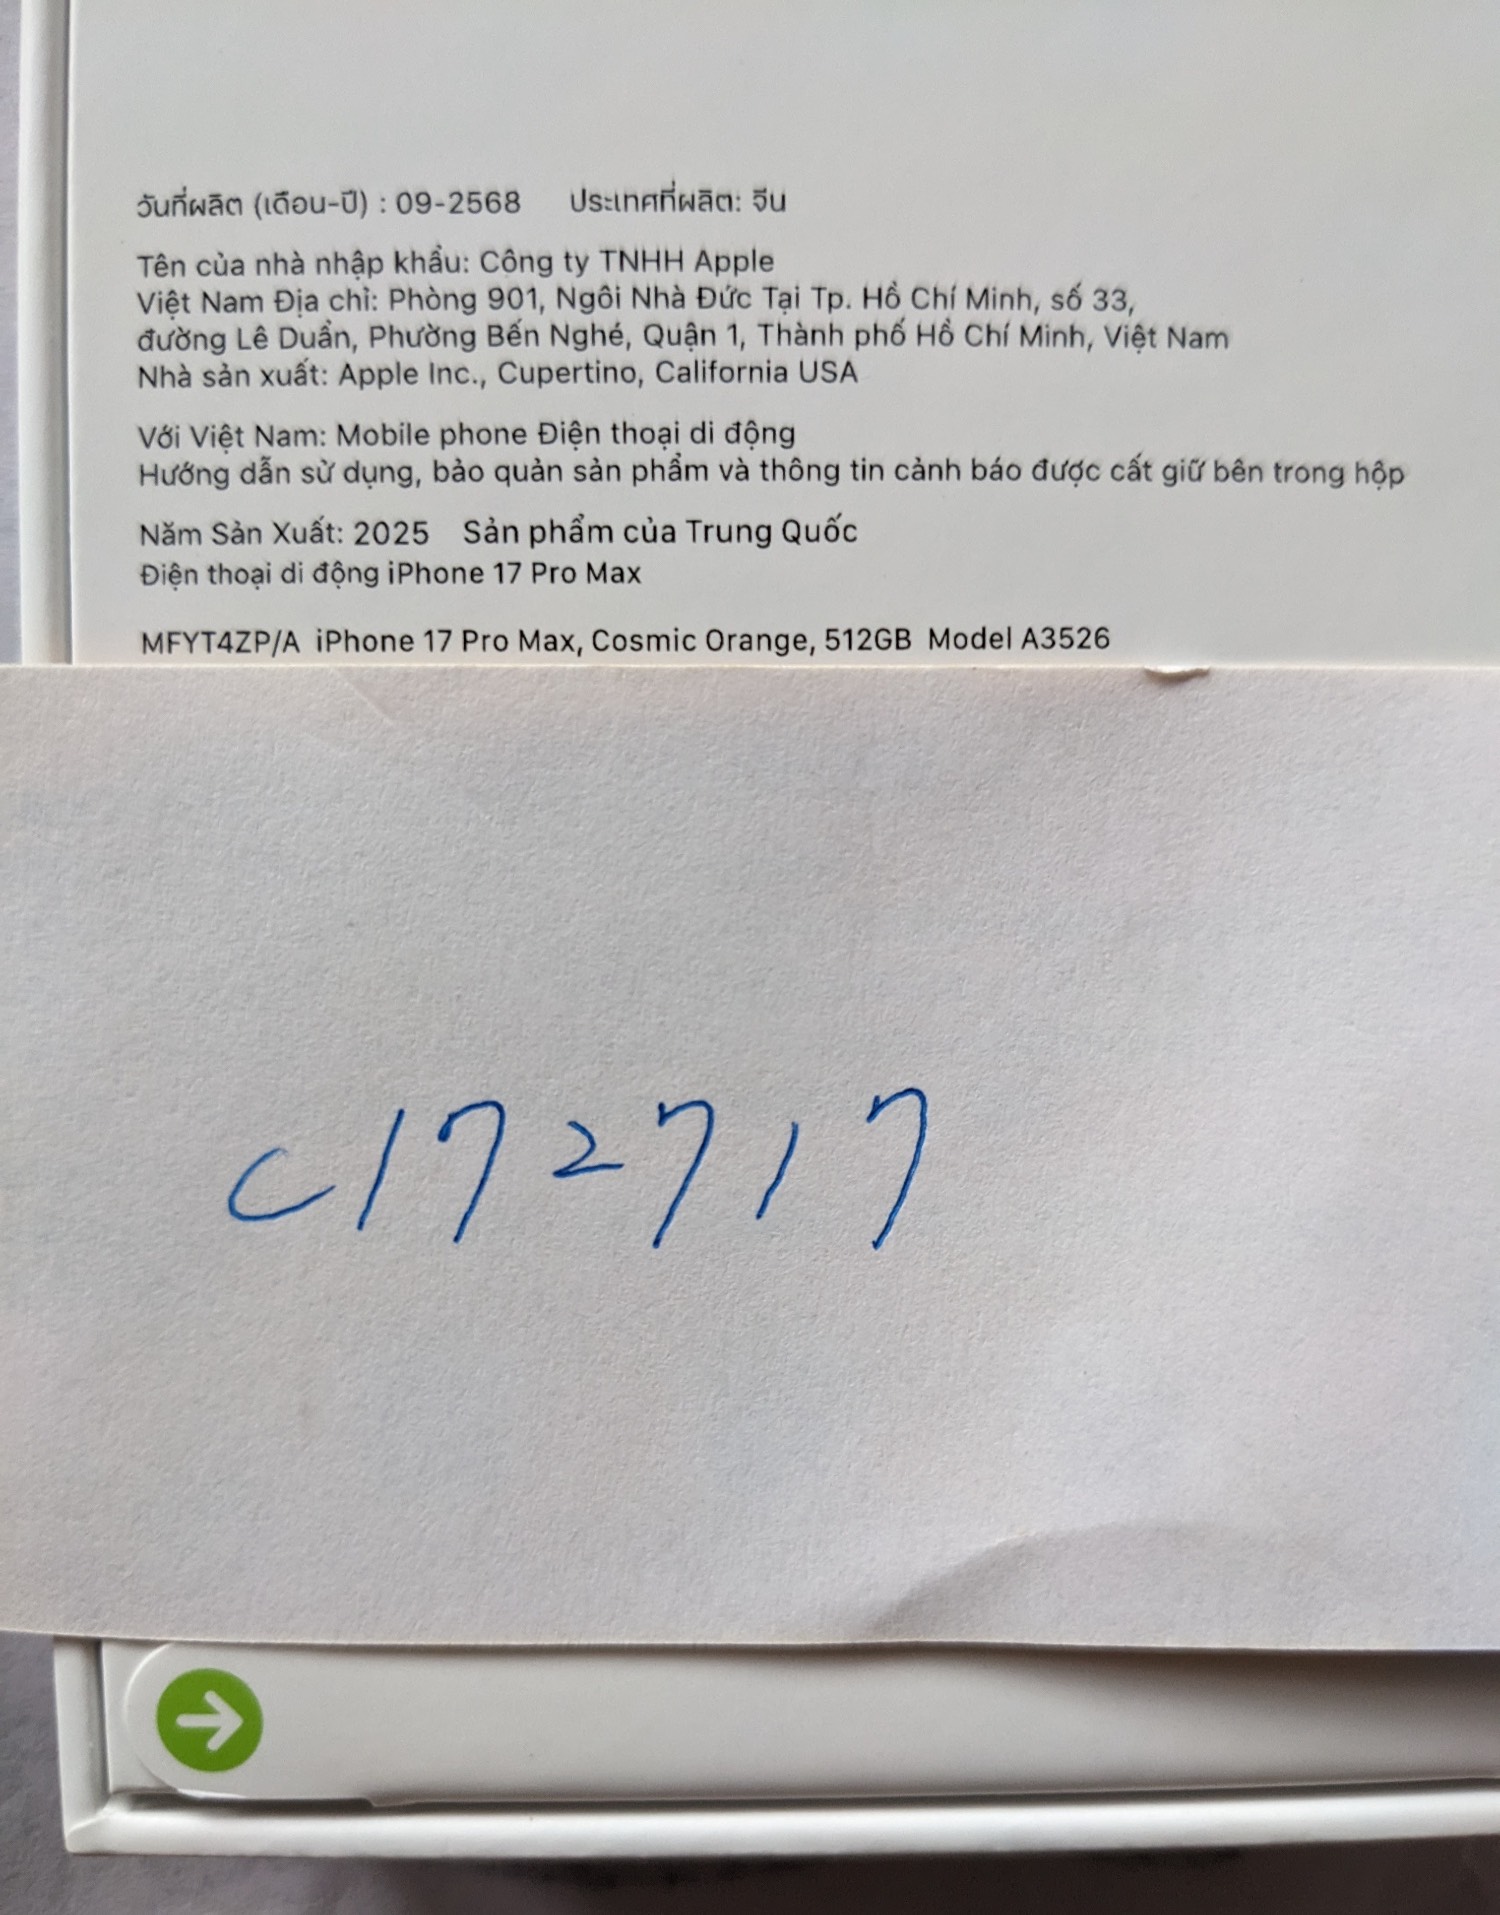 วันที่ผลิต (เดือน-ปี) : 09-2568 ประเทศที่ผลิต: จีน
Tên của nhà nhập khẩu: Công ty TNHH Apple
Việt Nam Địa chỉ: Phòng 901, Ngôi Nhà Đức Tại Tp. Hồ Chí Minh, số 33,
đường Lê Duẩn, Phường Bến Nghé, Quận 1, Thành phố Hồ Chí Minh, Việt Nam
Nhà sản xuất: Apple Inc., Cupertino, California USA
Với Việt Nam: Mobile phone Điện thoại di động
Hướng dẫn sử dụng, bảo quản sản phẩm và thông tin cảnh báo được cất giữ bên trong hộp
Năm Sản Xuất: 2025 Sản phẩm của Trung Quốc
Điện thoại di động iPhone 17 Pro Max
MFYT4ZP/A iPhone 17 Pro Max, Cosmic Orange, 512GB Model A3526
C172717